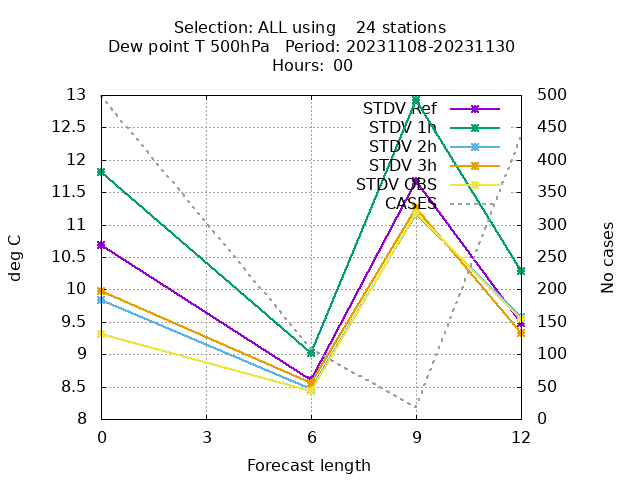 Selection: ALL using    24 stations
Dew point T 500hPa   Period: 20231108-20231130
Hours:  00
13
12.5
12
11.5
11
10.5
10
9.5
9
8.5
8
500
450
400
350
300
250
200
150
100
50
0
deg C
No cases
STDV Ref
STDV 1h
STDV 2h
STDV 3h
STDV OBS
CASES
0
3
6
9
12
Forecast length